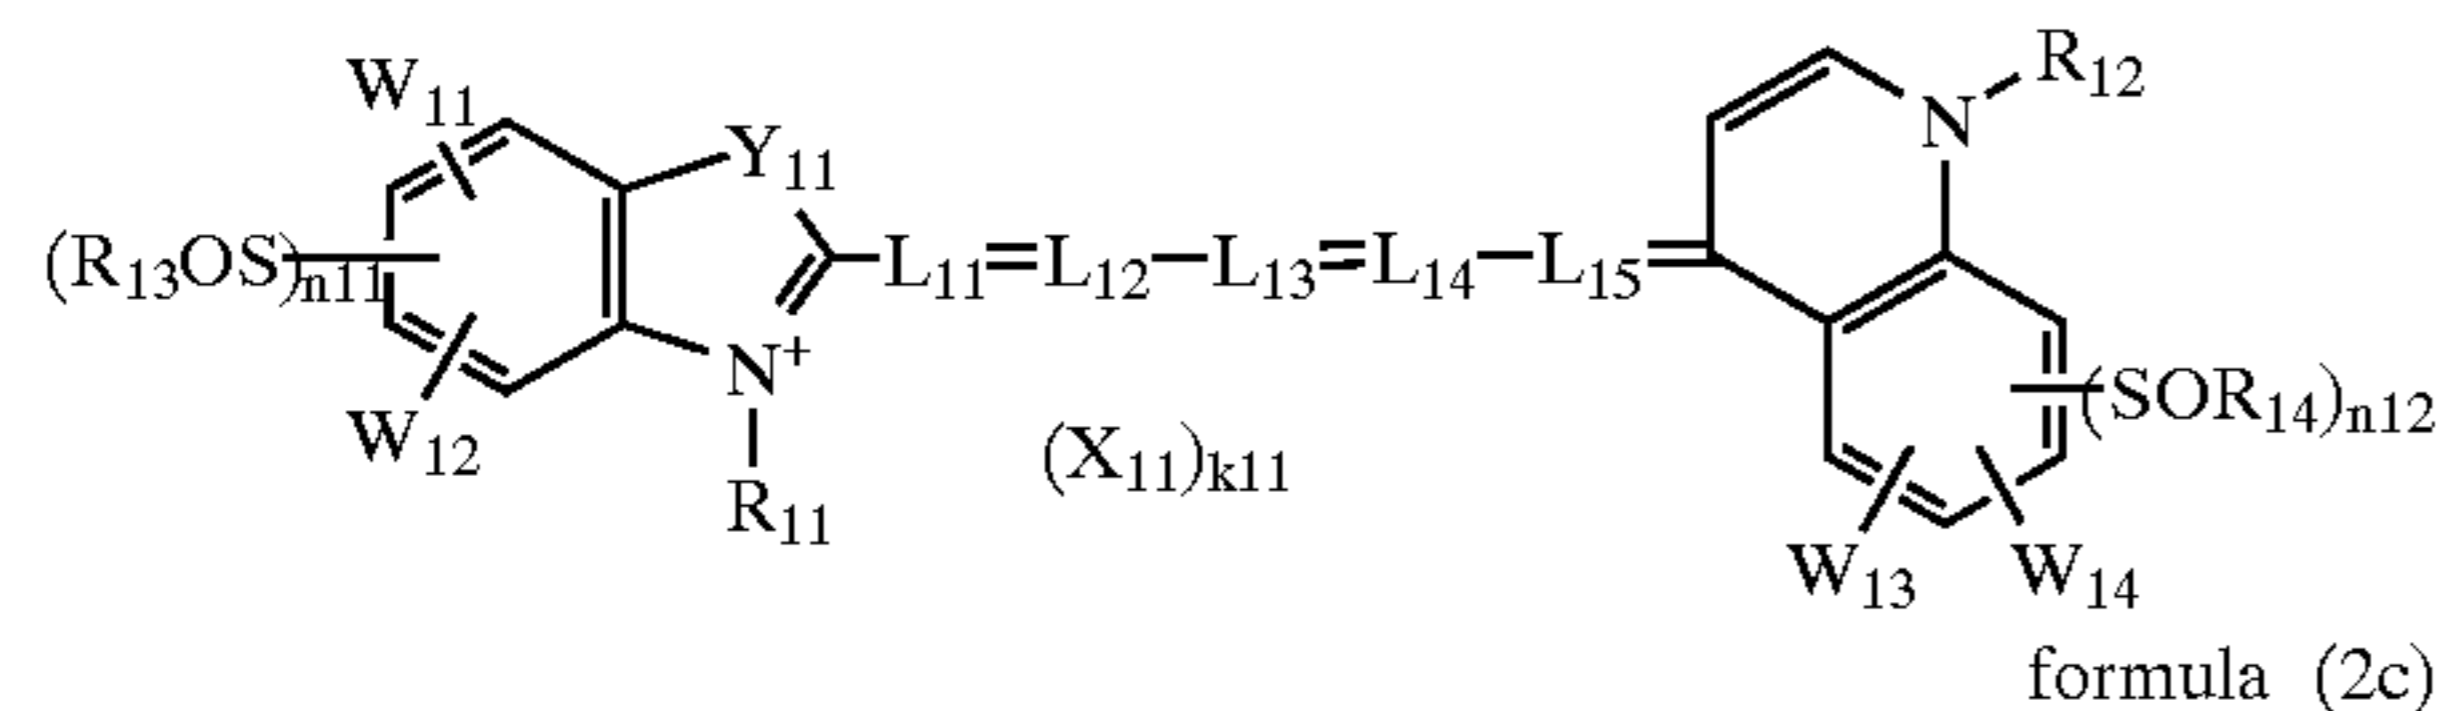 W₁₁
R₁₂
Y₁₁
N
(R₁₃OS)ₙ₁₁
L₁₁=L₁₂—L₁₃=L₁₄—L₁₅=
N⁺
(SOR₁₄)ₙ₁₂
W₁₂
(X₁₁)ₖ₁₁
R₁₁
W₁₃ W₁₄
formula (2c)